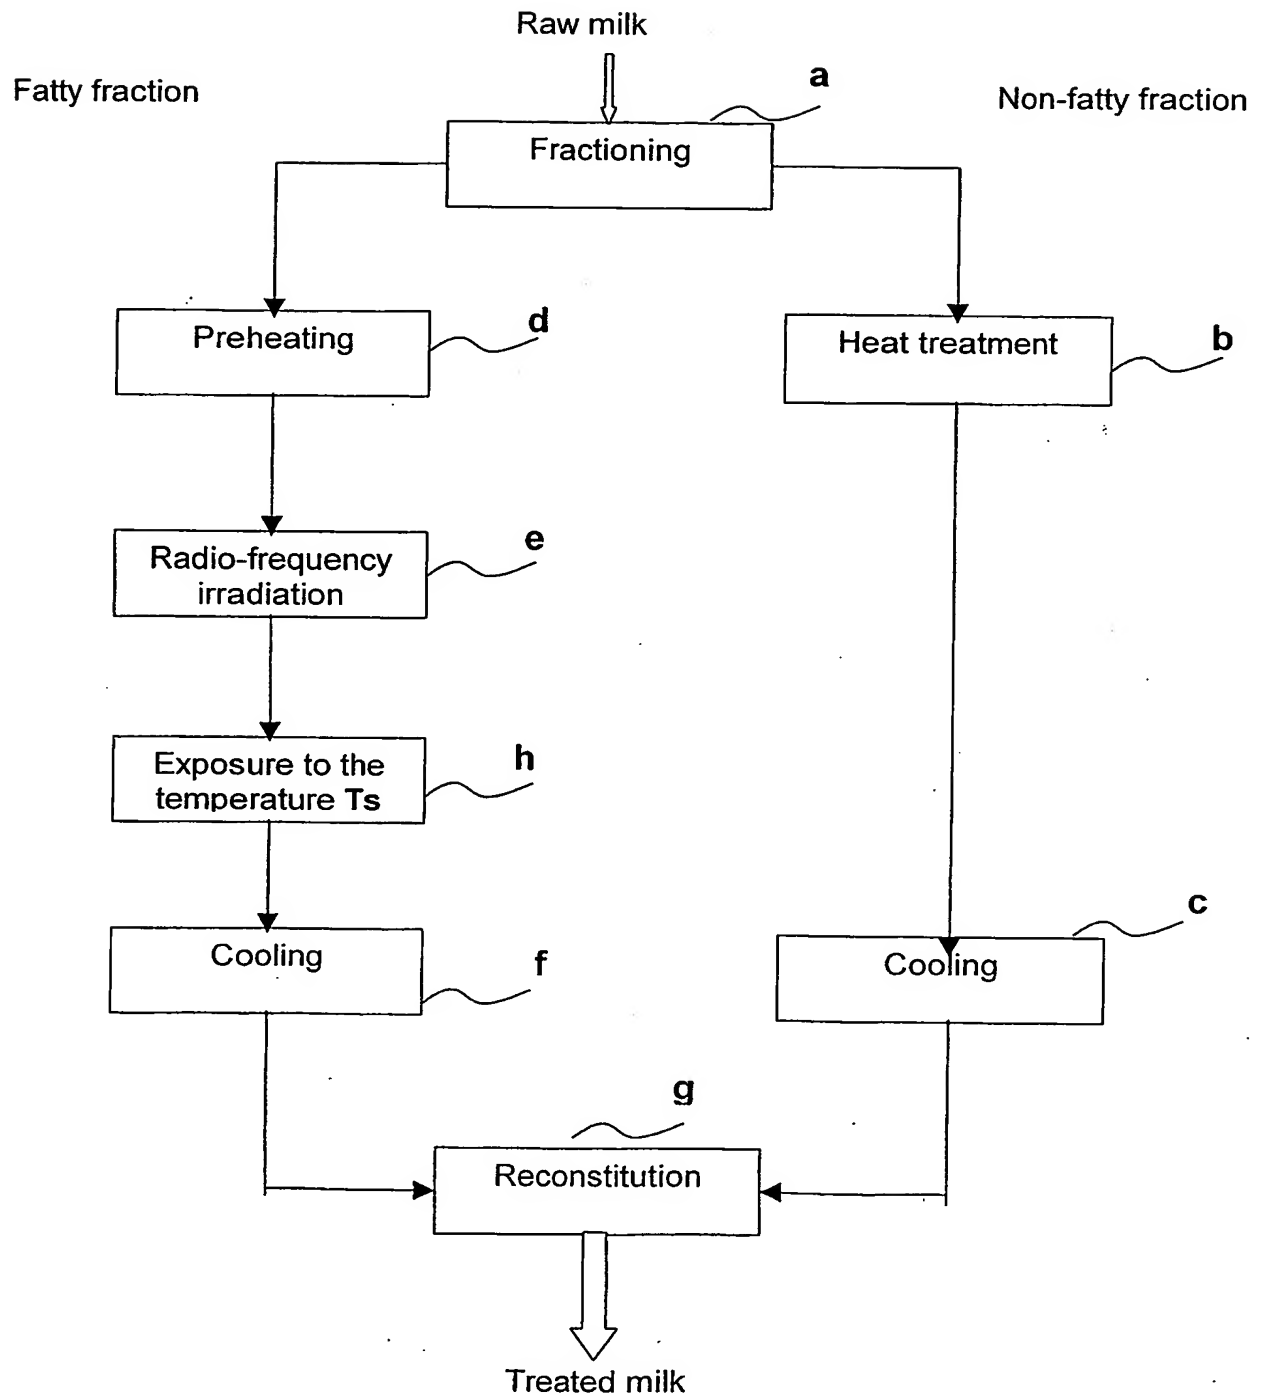 Raw milk
Fatty fraction
a
Non-fatty fraction
Fractioning
Preheating
d
Heat treatment
b
Radio-frequency
irradiation
e
Exposure to the
temperature Ts
h
Cooling
f
Cooling
c
g
Reconstitution
Treated milk